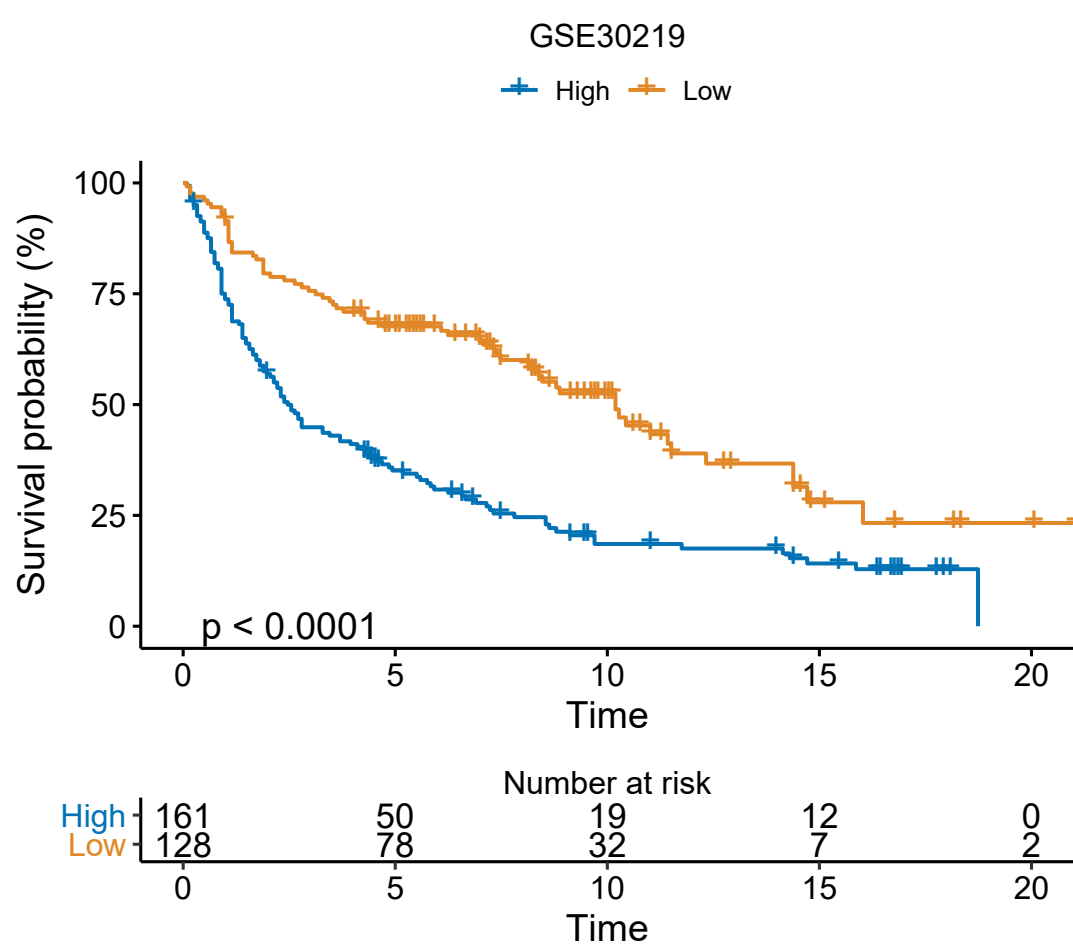 GSE30219
High Low
Survival probability (%)
100
75
50
25
0
p < 0.0001
0 5 10 15 20
Time
Number at risk
High 161 50 19 12 0
Low 128 78 32 7 2
0 5 10 15 20
Time